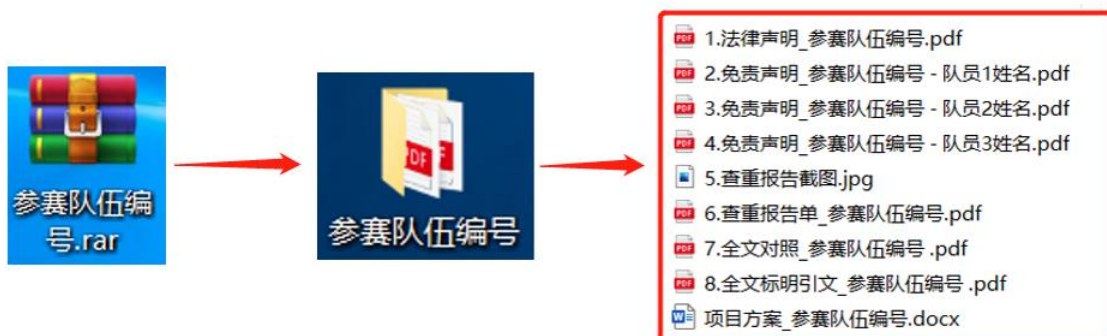 参赛队伍编
号.rar
参赛队伍编号
1.法律声明_参赛队伍编号.pdf
2.免责声明_参赛队伍编号 - 队员1姓名.pdf
3.免责声明_参赛队伍编号 - 队员2姓名.pdf
4.免责声明_参赛队伍编号 - 队员3姓名.pdf
5.查重报告截图.jpg
6.查重报告单_参赛队伍编号.pdf
7.全文对照_参赛队伍编号 .pdf
8.全文标明引文_参赛队伍编号 .pdf
项目方案_参赛队伍编号.docx